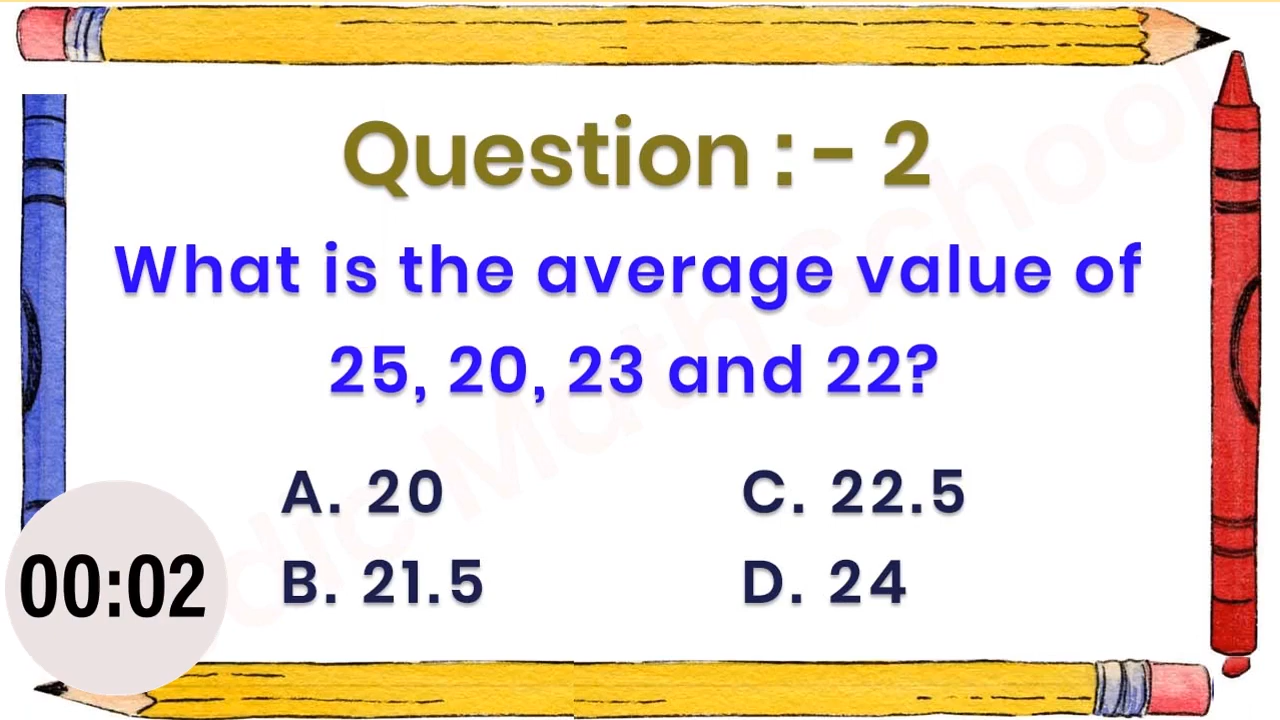 Question :- 2
What is the average value of
25, 20, 23 and 22?
A. 20
C. 22.5
B. 21.5
D. 24
00:02